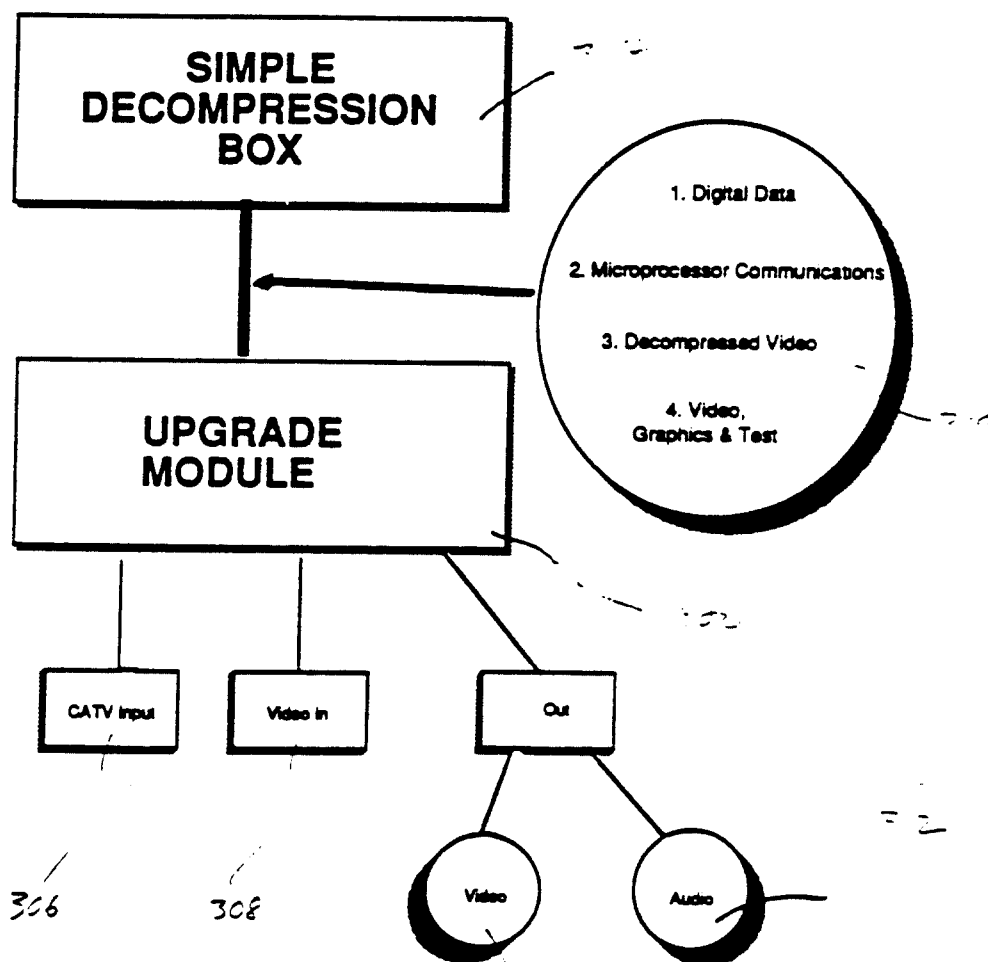 SIMPLE
DECOMPRESSION
BOX
1. Digital Data
2. Microprocessor Communications
3. Decompressed Video
4. Video,
Graphics & Test
UPGRADE
MODULE
CATV Input
Video In
Out
Video
Audio
306
308